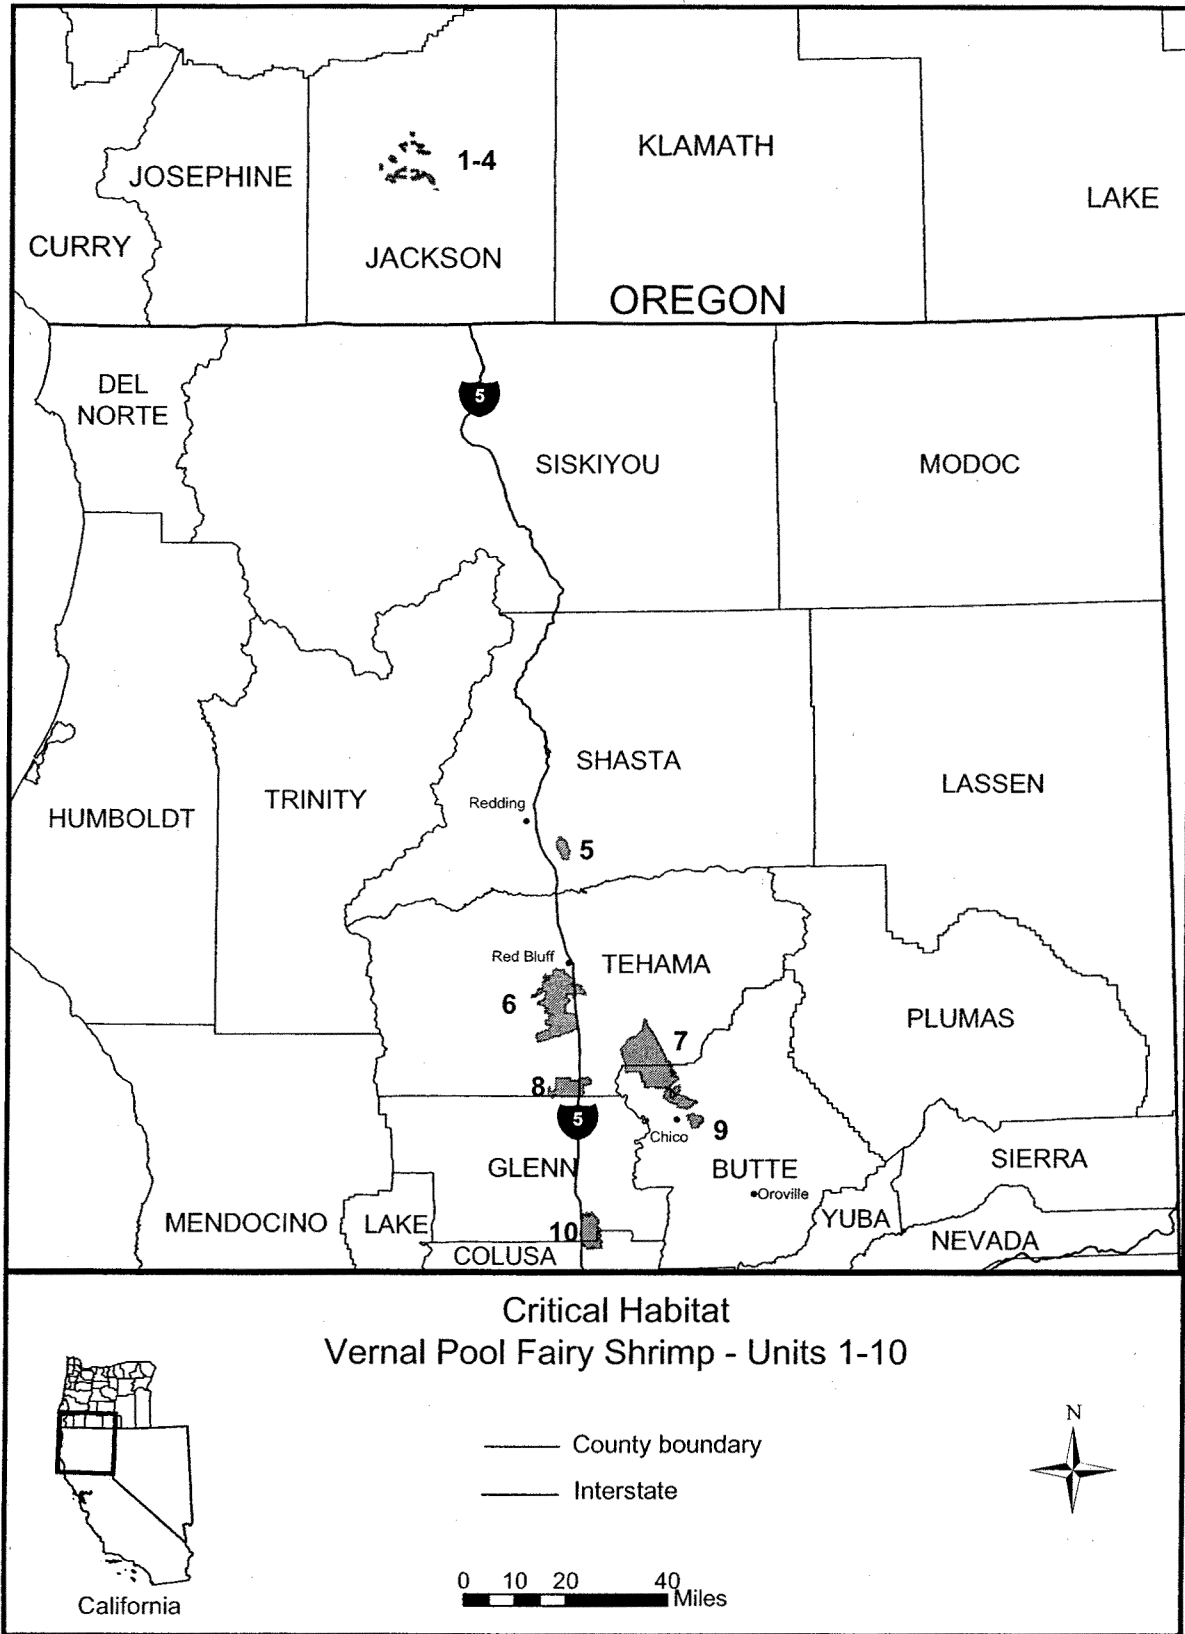 KLAMATH
1-4
JOSEPHINE
LAKE
CURRY
JACKSON
OREGON
DEL
NORTE
5
SISKIYOU
MODOC
SHASTA
LASSEN
TRINITY
Redding
HUMBOLDT
5
Red Bluff
TEHAMA
6
PLUMAS
7
8
5
9
Chico
GLENN
BUTTE
SIERRA
Oroville
MENDOCINO
LAKE
YUBA
10
NEVADA
COLUSA
Critical Habitat
Vernal Pool Fairy Shrimp - Units 1-10
N
County boundary
Interstate
0 10 20 40
Miles
California